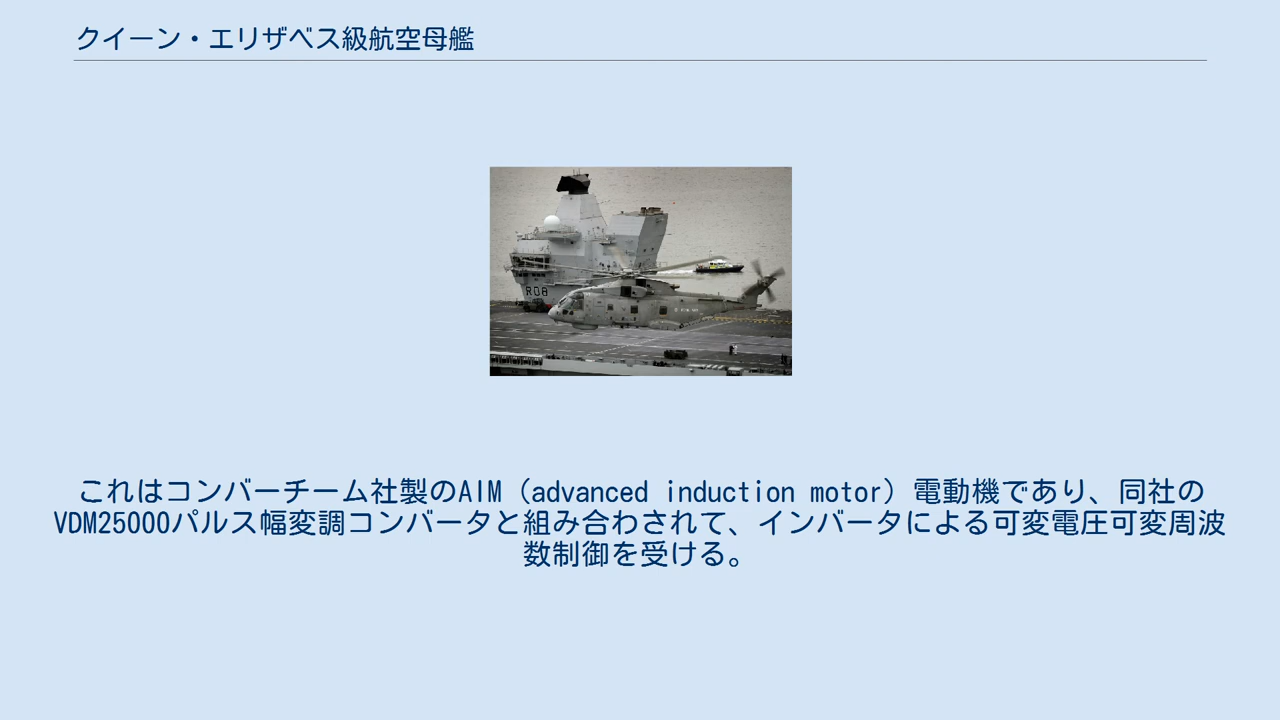 クイーン・エリザベス級航空母艦
R08
これはコンバーチーム社製のAIM（advanced induction motor）電動機であり、同社の
VDM25000パルス幅変調コンバータと組み合わされて、インバータによる可変電圧可変周波
数制御を受ける。